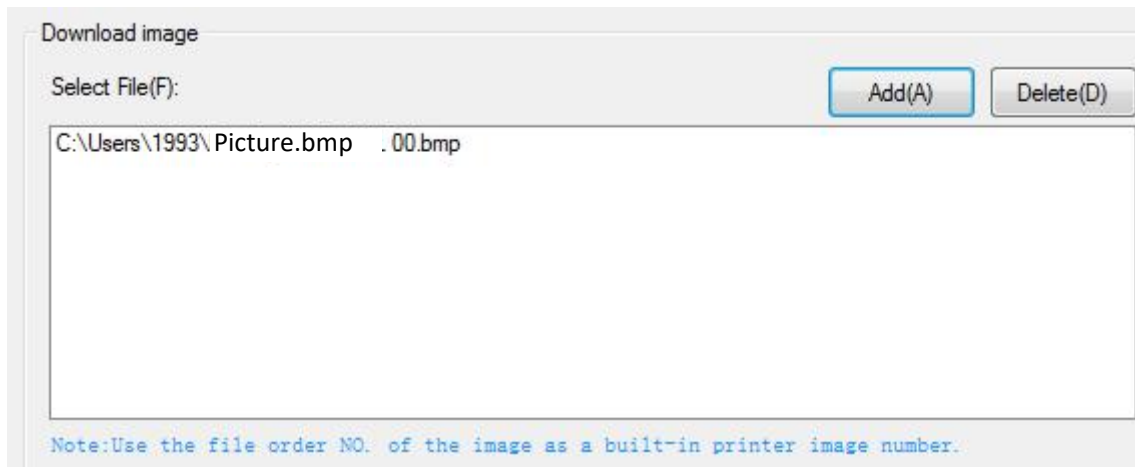 Download image
Select File(F): Add(A) Delete(D)
C:\Users\1993\Picture.bmp . 00.bmp
Note:Use the file order NO. of the image as a built-in printer image number.